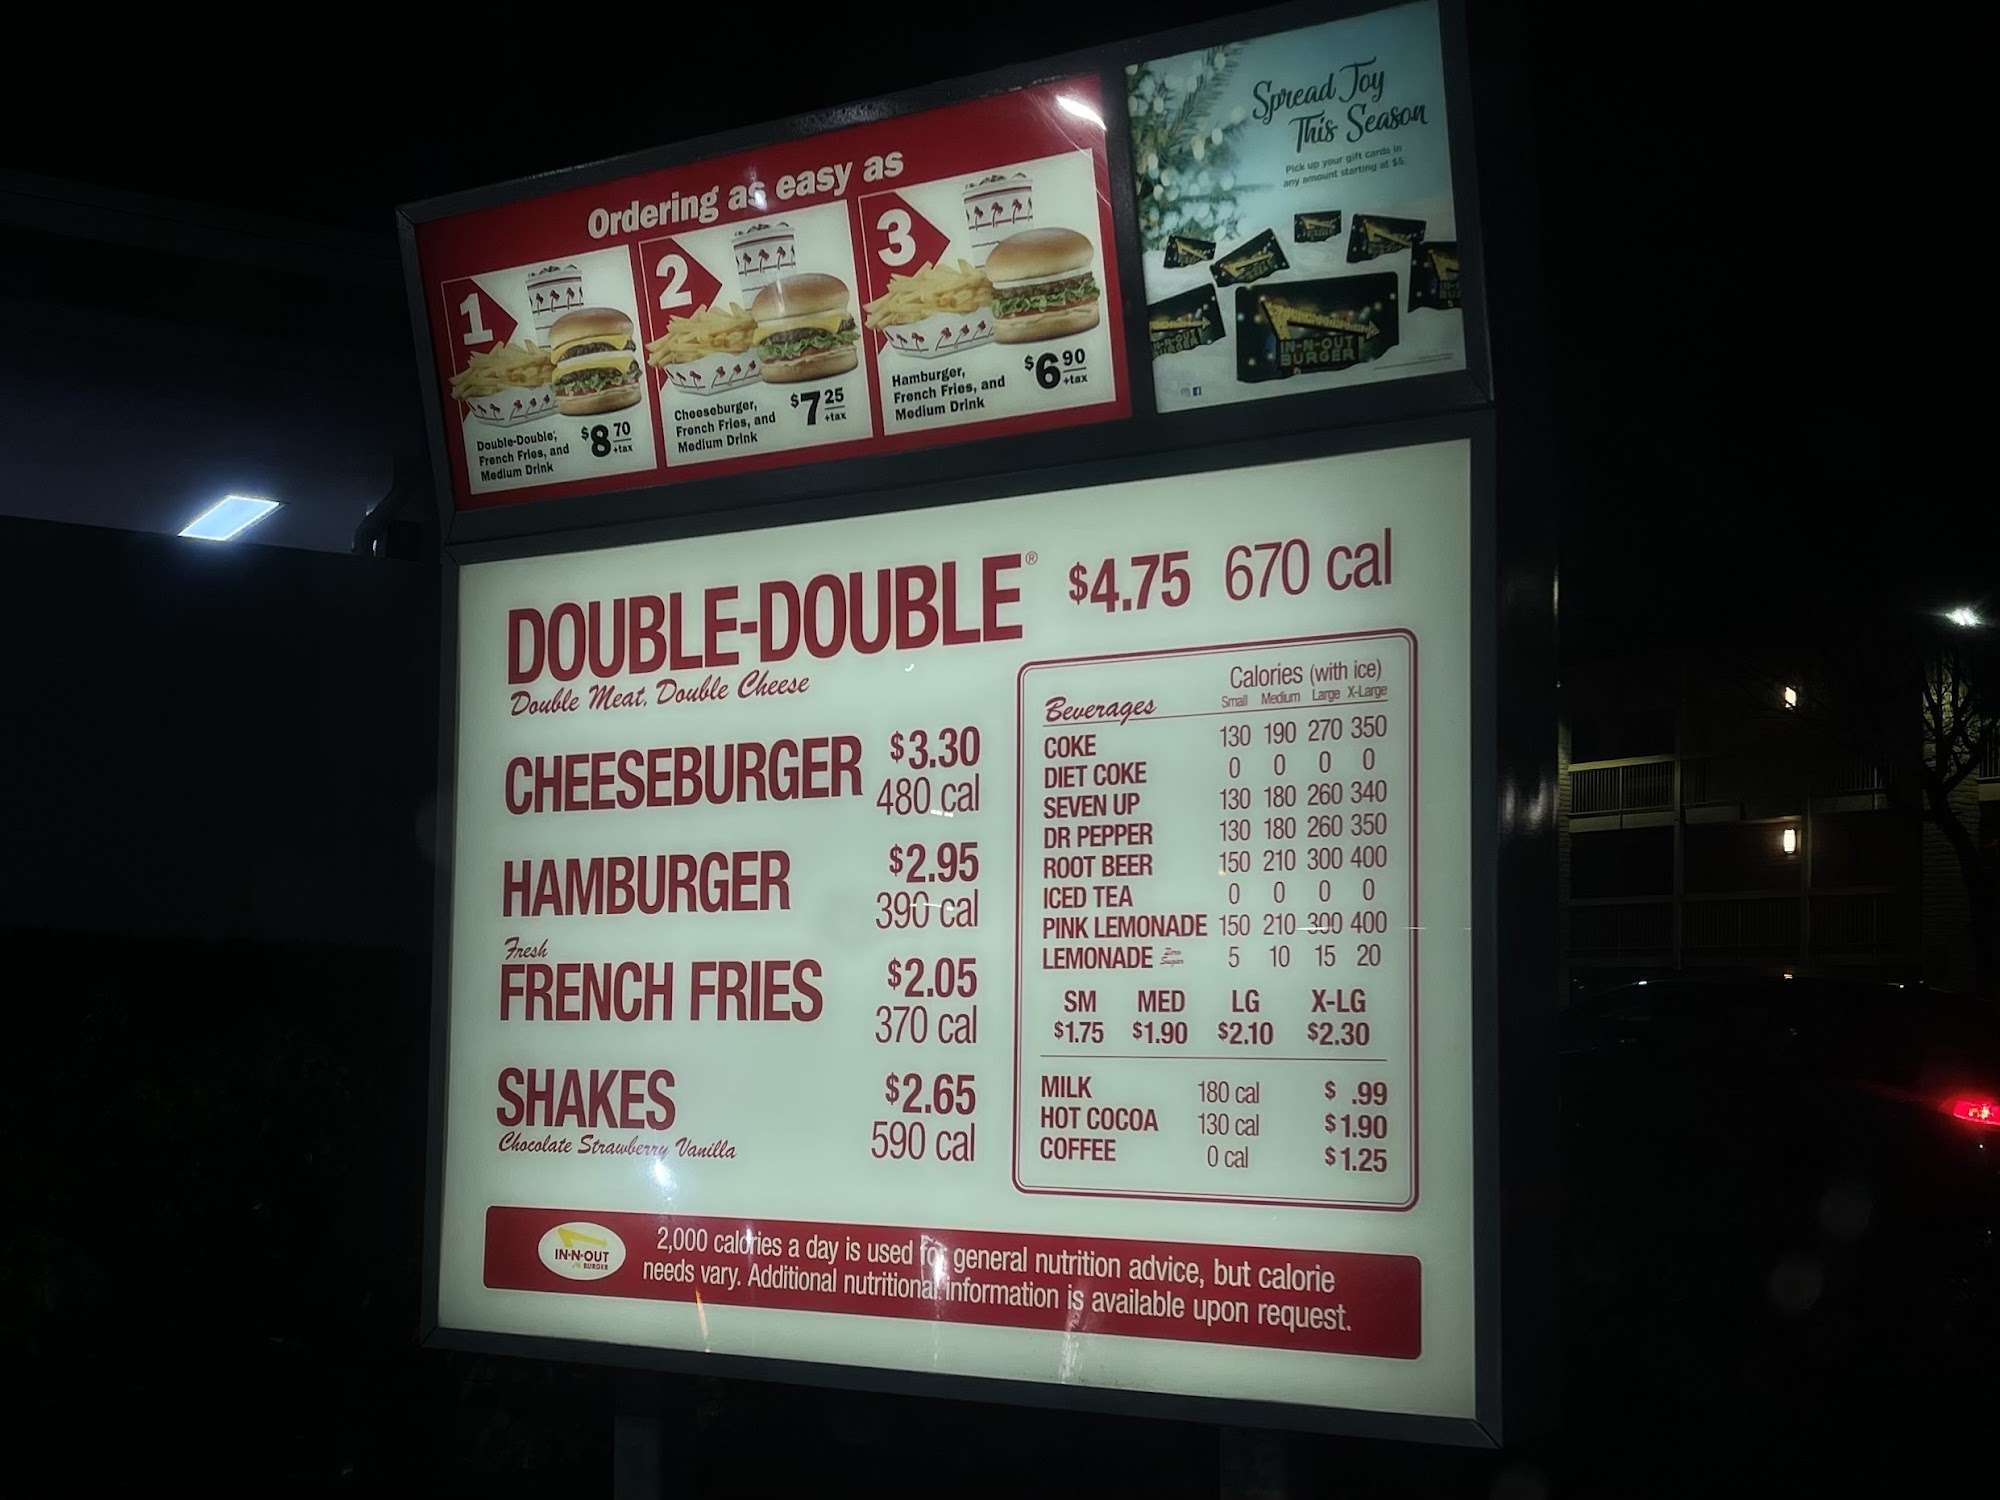 Ordering as easy as
1
Double-Double,
French Fries, and
Medium Drink
$8 70
+tax
2
Cheeseburger,
French Fries, and
Medium Drink
$7 25
+tax
3
Hamburger,
French Fries, and
Medium Drink
$6 90
+tax
Spread Joy
This Season
Pick up your gift cards in
any amount starting at $5.
IN-N-OUT
BURGER
DOUBLE-DOUBLE® $4.75 670 cal
Double Meat, Double Cheese
CHEESEBURGER $3.30
480 cal
HAMBURGER $2.95
390 cal
Fresh
FRENCH FRIES $2.05
370 cal
SHAKES $2.65
Chocolate Strawberry Vanilla 590 cal
Calories (with ice)
Beverages Small Medium Large X-Large
COKE 130 190 270 350
DIET COKE 0 0 0 0
SEVEN UP 130 180 260 340
DR PEPPER 130 180 260 350
ROOT BEER 150 210 300 400
ICED TEA 0 0 0 0
PINK LEMONADE 150 210 300 400
LEMONADE Zero Sugar 5 10 15 20
SM MED LG X-LG
$1.75 $1.90 $2.10 $2.30
MILK 180 cal $ .99
HOT COCOA 130 cal $1.90
COFFEE 0 cal $1.25
IN-N-OUT
BURGER
2,000 calories a day is used for general nutrition advice, but calorie
needs vary. Additional nutritional information is available upon request.